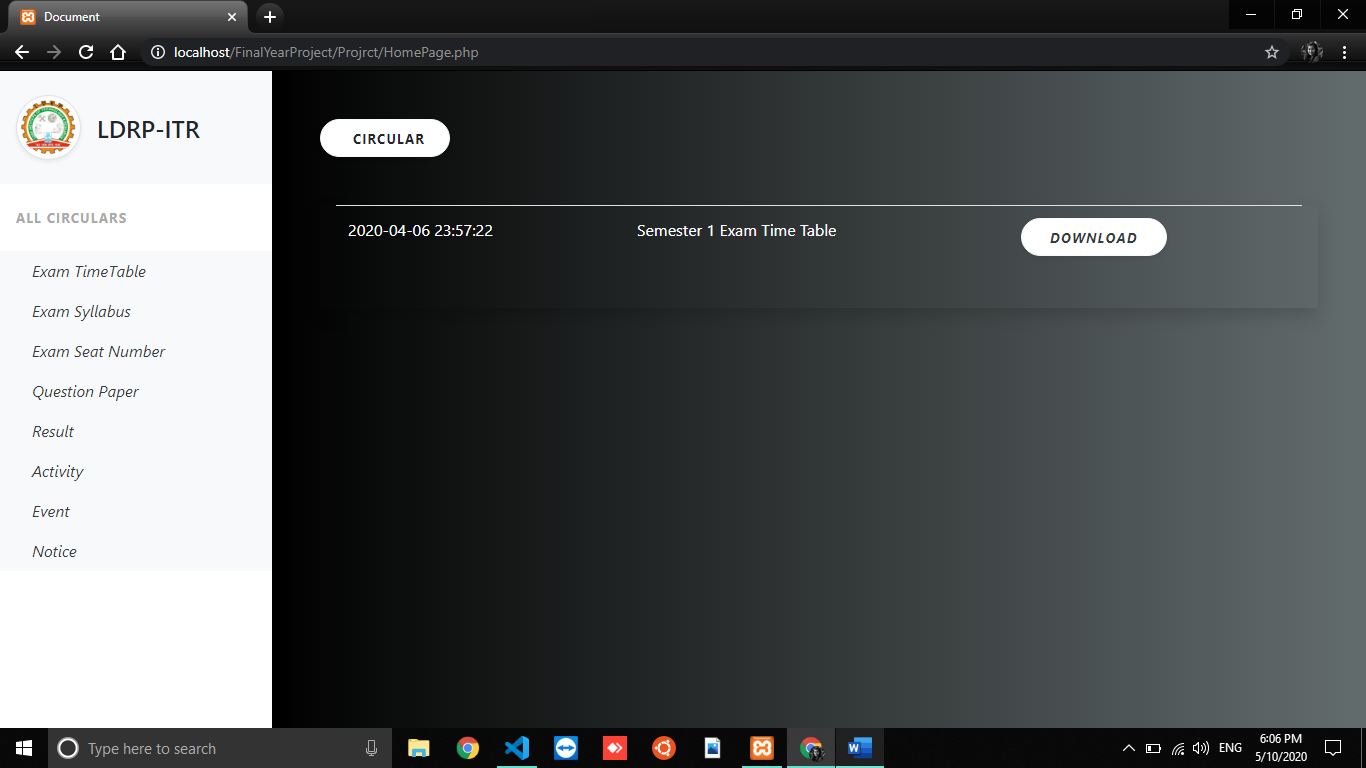 Document
localhost/FinalYearProject/Projrct/HomePage.php
LDRP-ITR
CIRCULAR
ALL CIRCULARS
2020-04-06 23:57:22 Semester 1 Exam Time Table DOWNLOAD
Exam TimeTable
Exam Syllabus
Exam Seat Number
Question Paper
Result
Activity
Event
Notice
Type here to search
ENG
6:06 PM
5/10/2020